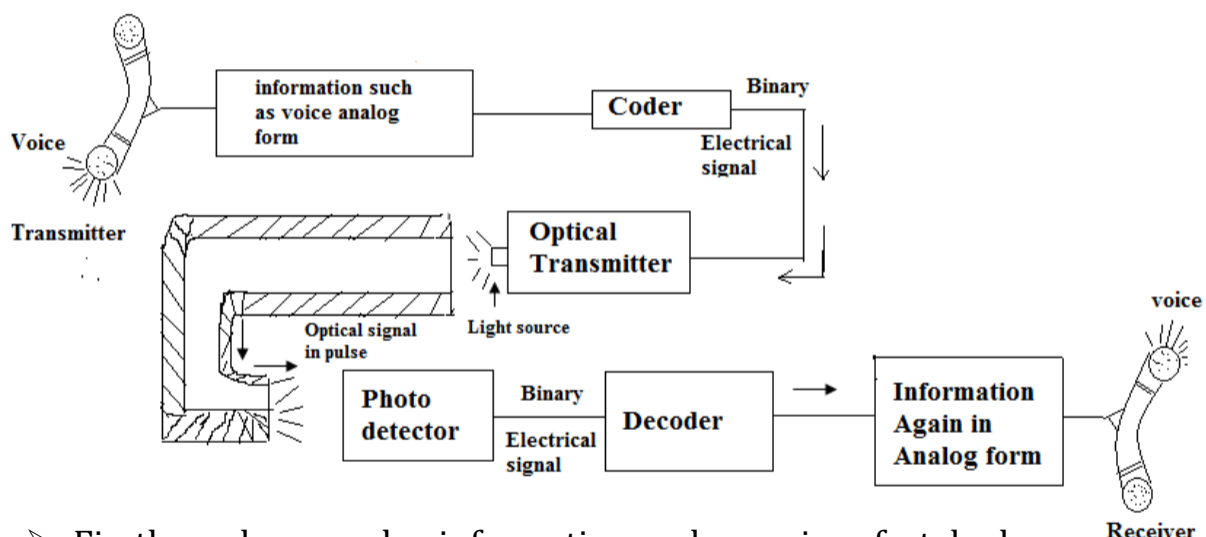 information such
as voice analog
form
Coder
Binary
Voice
Electrical
signal
Transmitter
Optical
Transmitter
Light source
Optical signal
in pulse
voice
Photo
detector
Binary
Electrical
signal
Decoder
Information
Again in
Analog form
Receiver